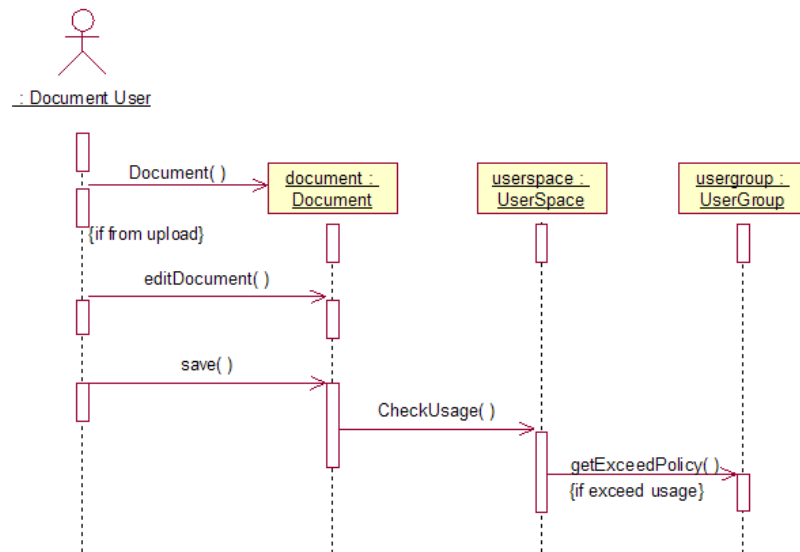 _: Document User
Document( )
document :
Document
userspace :
UserSpace
usergroup :
UserGroup
{if from upload}
editDocument( )
save( )
CheckUsage( )
getExceedPolicy( )
{if exceed usage}